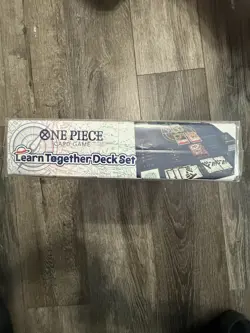 ONE PIECE
CARD GAME
Learn Together Deck Set